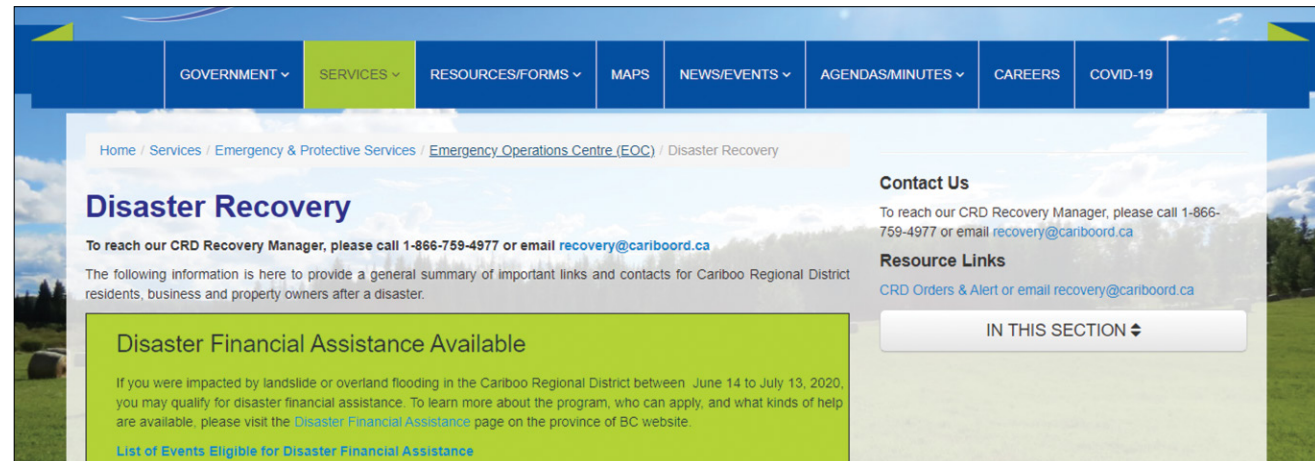 GOVERNMENT SERVICES RESOURCES/FORMS MAPS NEWS/EVENTS AGENDAS/MINUTES CAREERS COVID-19
Home / Services / Emergency & Protective Services / Emergency Operations Centre (EOC) / Disaster Recovery
Disaster Recovery
To reach our CRD Recovery Manager, please call 1-866-759-4977 or email recovery@cariboord.ca
The following information is here to provide a general summary of important links and contacts for Cariboo Regional District
residents, business and property owners after a disaster.
Disaster Financial Assistance Available
If you were impacted by landslide or overland flooding in the Cariboo Regional District between June 14 to July 13, 2020,
you may qualify for disaster financial assistance. To learn more about the program, who can apply, and what kinds of help
are available, please visit the Disaster Financial Assistance page on the province of BC website.
List of Events Eligible for Disaster Financial Assistance
Contact Us
To reach our CRD Recovery Manager, please call 1-866-
759-4977 or email recovery@cariboord.ca
Resource Links
CRD Orders & Alert or email recovery@cariboord.ca
IN THIS SECTION